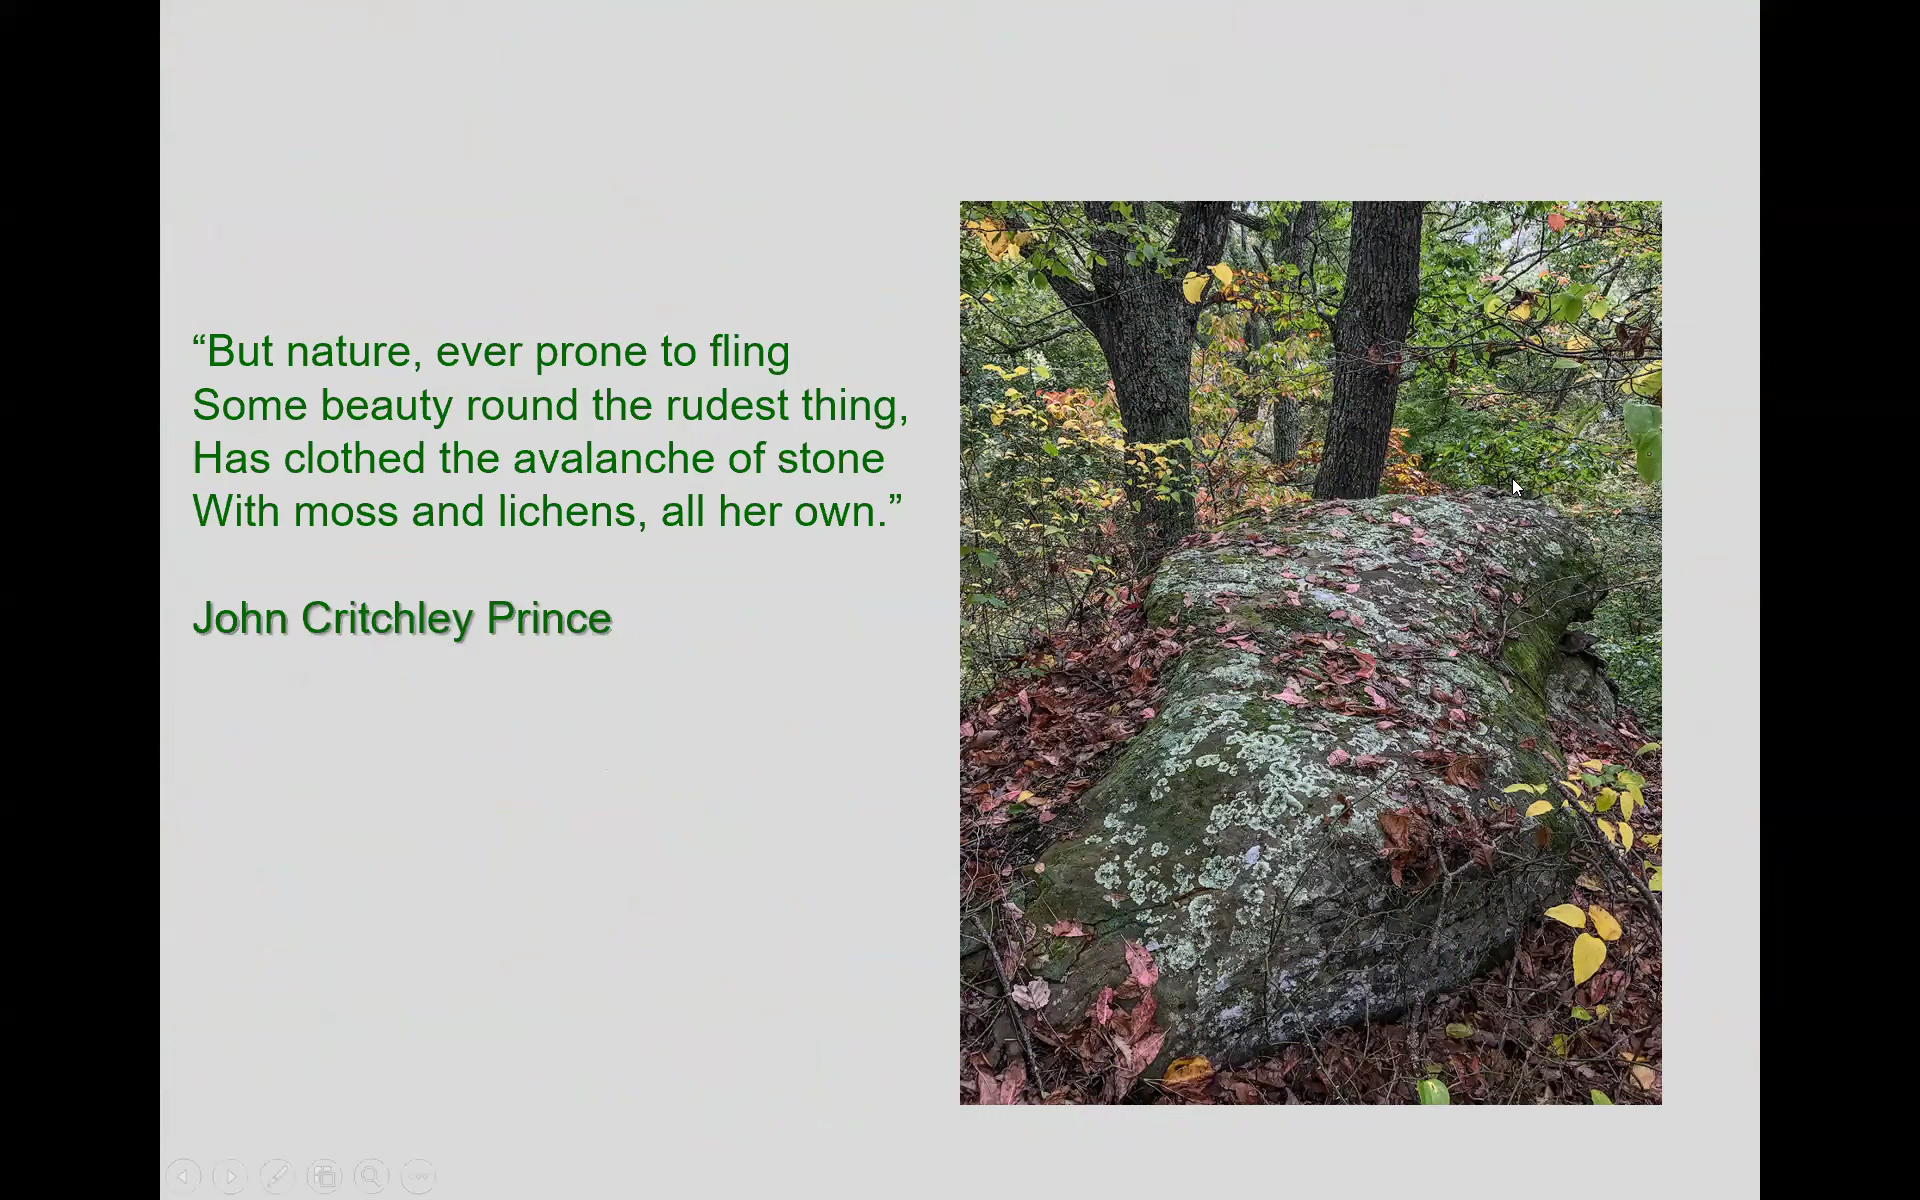 “But nature, ever prone to fling
Some beauty round the rudest thing,
Has clothed the avalanche of stone
With moss and lichens, all her own.”
John Critchley Prince